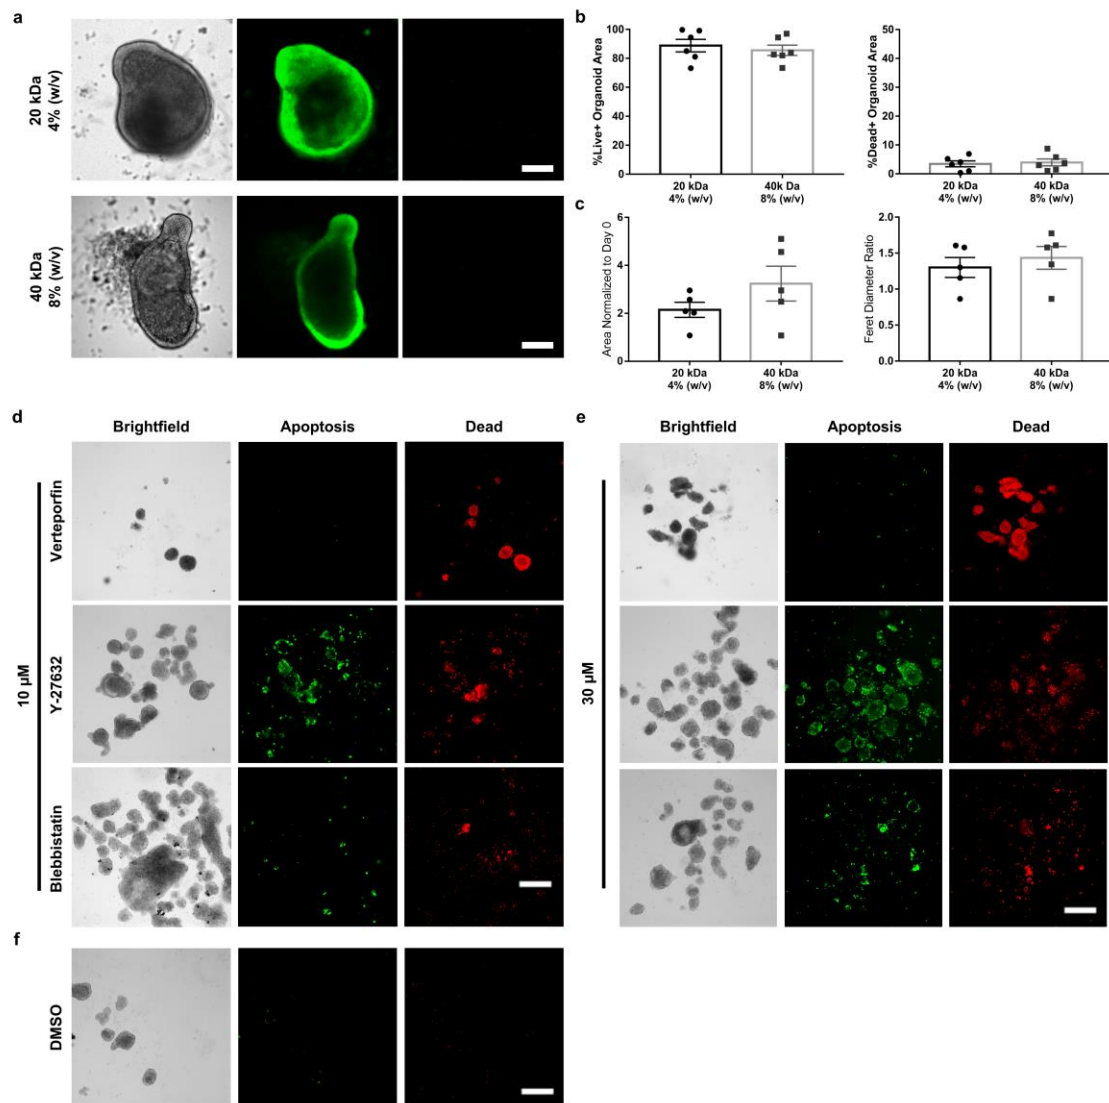 a
20 kDa
4% (w/v)
40 kDa
8% (w/v)
b
%Live+ Organoid Area
100
80
60
40
20
0
20 kDa
4% (w/v)
40k Da
8% (w/v)
%Dead+ Organoid Area
50
40
30
20
10
0
20 kDa
4% (w/v)
40 kDa
8% (w/v)
c
Area Normalized to Day 0
6
4
2
0
20 kDa
4% (w/v)
40 kDa
8% (w/v)
Feret Diameter Ratio
2.0
1.5
1.0
0.5
0.0
20 kDa
4% (w/v)
40 kDa
8% (w/v)
d
Brightfield
Apoptosis
Dead
10 µM
Verteporfin
Y-27632
Blebbistatin
e
Brightfield
Apoptosis
Dead
30 µM
f
DMSO